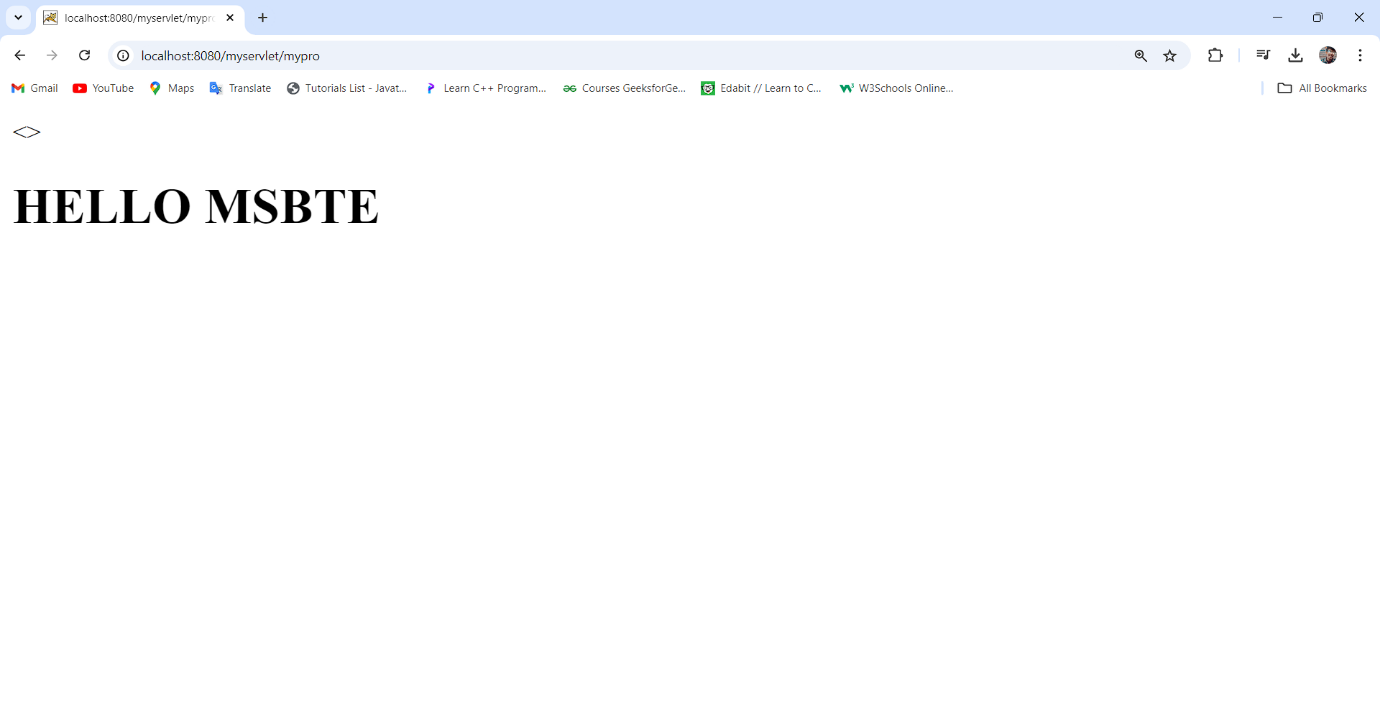 localhost:8080/myservlet/mypro
localhost:8080/myservlet/mypro
Gmail YouTube Maps Translate Tutorials List - Javat... Learn C++ Program... Courses GeeksforGe... Edabit // Learn to C... W3Schools Online... All Bookmarks
<>
HELLO MSBTE